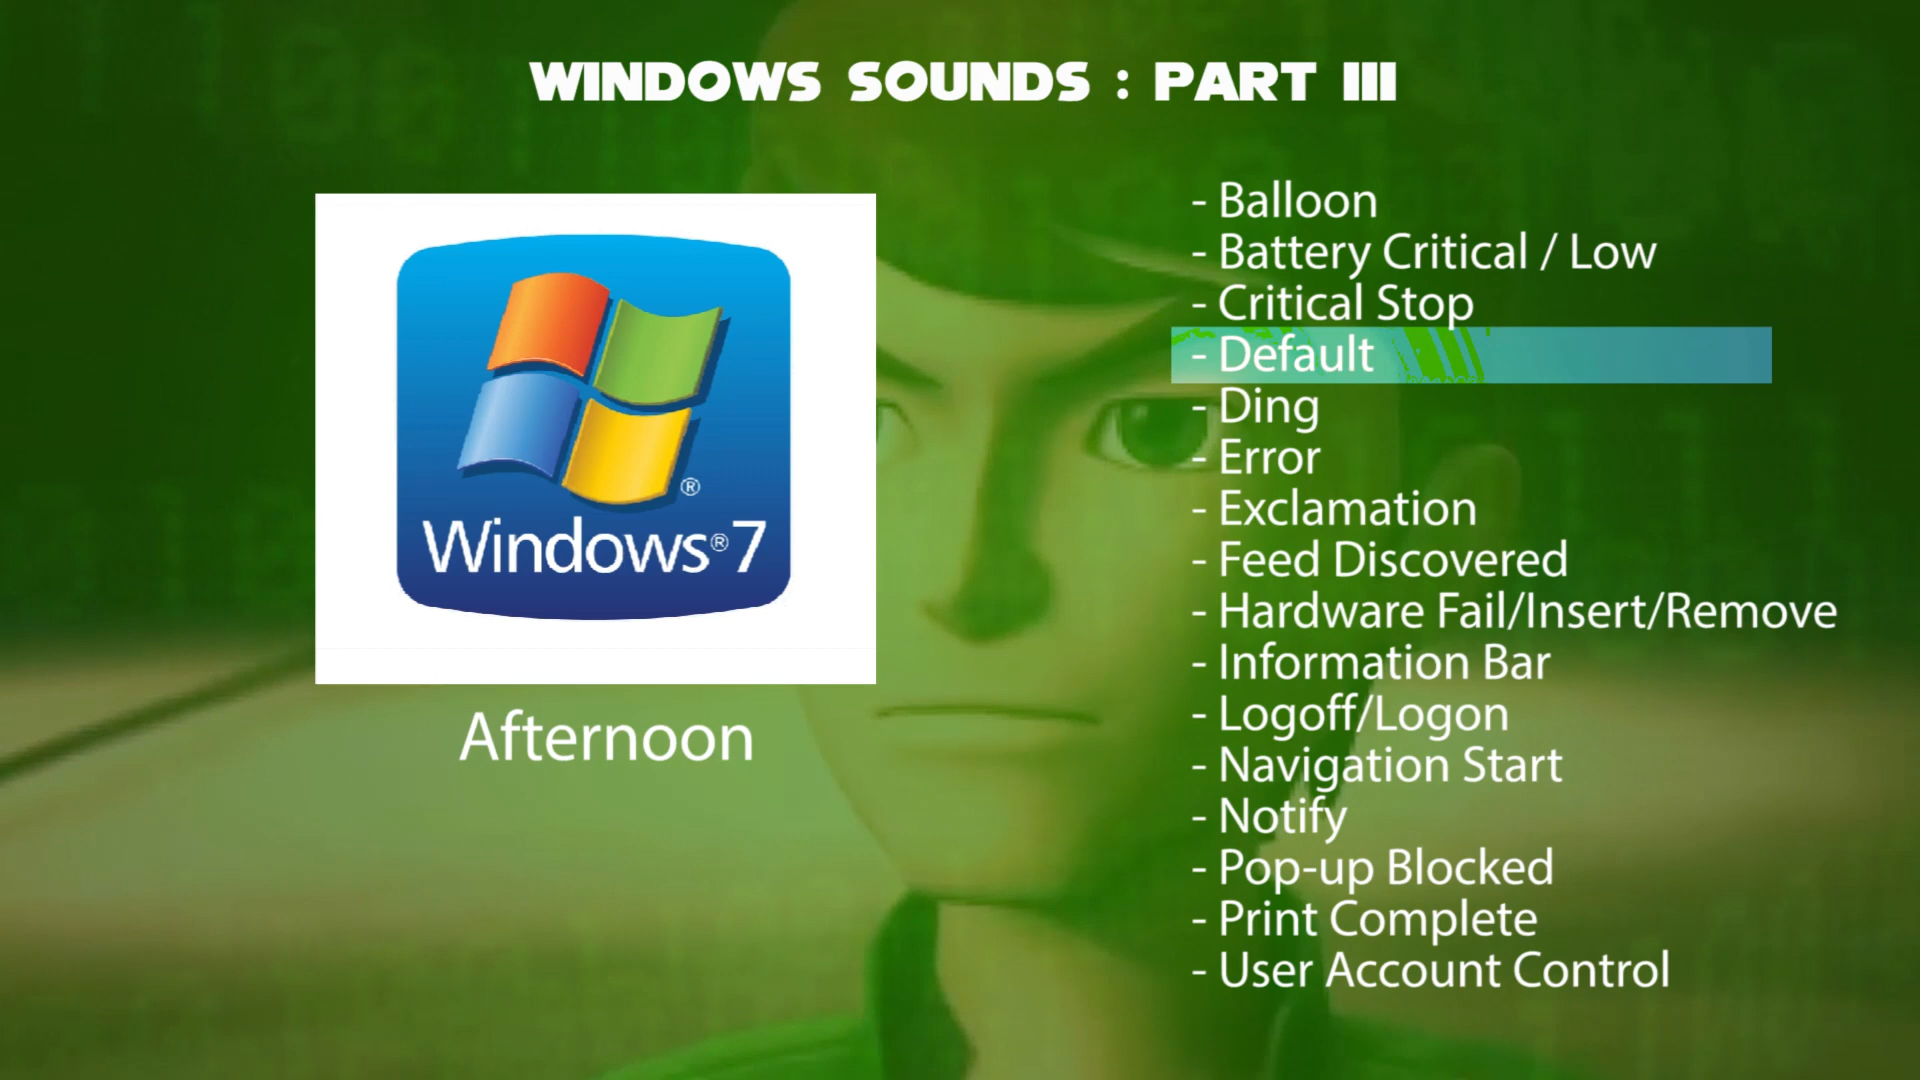 WINDOWS SOUNDS : PART III
®
Windows®7
Afternoon
- Balloon
- Battery Critical / Low
- Critical Stop
- Default
- Ding
- Error
- Exclamation
- Feed Discovered
- Hardware Fail/Insert/Remove
- Information Bar
- Logoff/Logon
- Navigation Start
- Notify
- Pop-up Blocked
- Print Complete
- User Account Control